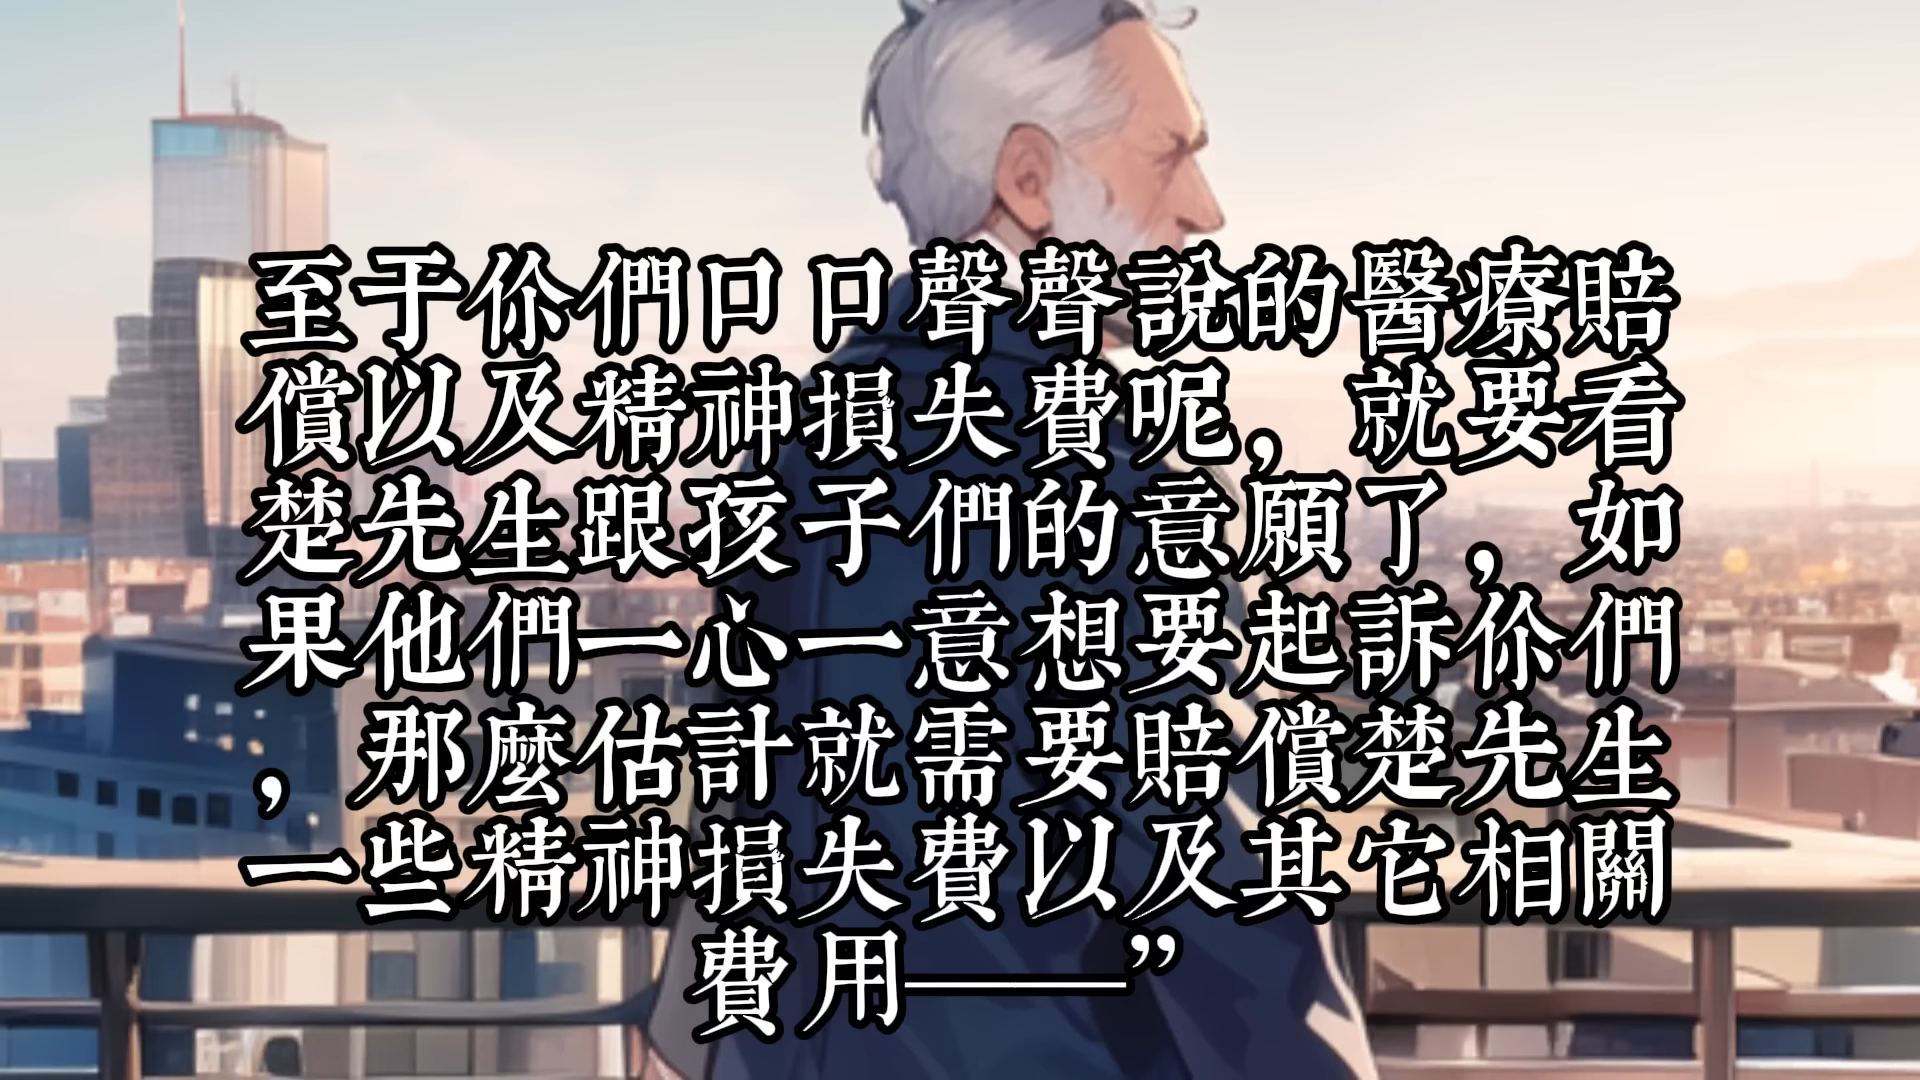 至于你們口口聲聲說的醫療賠
償以及精神損失費呢，就要看
楚先生跟孩子們的意願了，如
果他們一心一意想要起訴你們
，那麼估計就需要賠償楚先生
一些精神損失費以及其它相關
費用——”